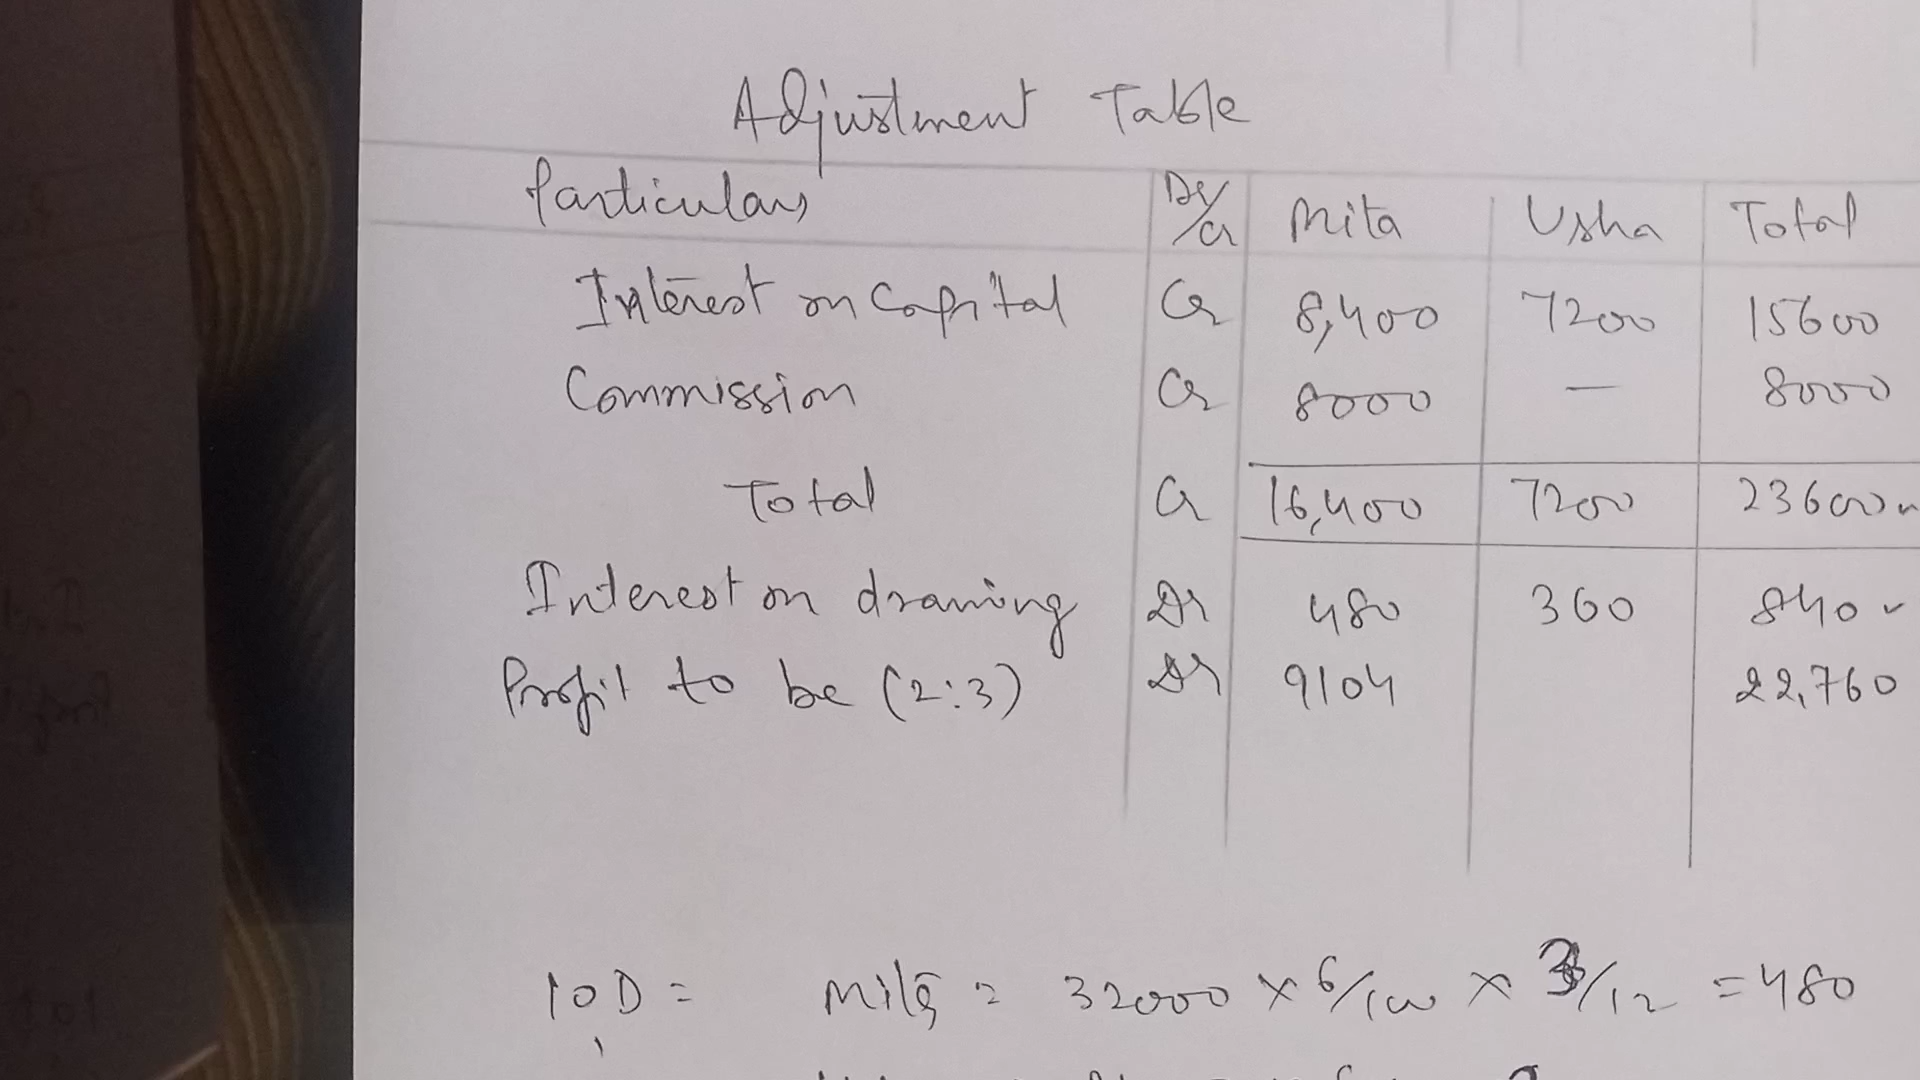 Adjustment Table
Particulars Dr/Cr Mita Usha Total
Interest on Capital Cr 8,400 7200 15600
Commission Cr 8000 — 8000
Total Cr 16,400 7200 23600
Interest on drawing Dr 480 360 840
Profit to be (2:3) Dr 9104 22,760
IOD = Mita = 32000 × 6/100 × 3/12 = 480